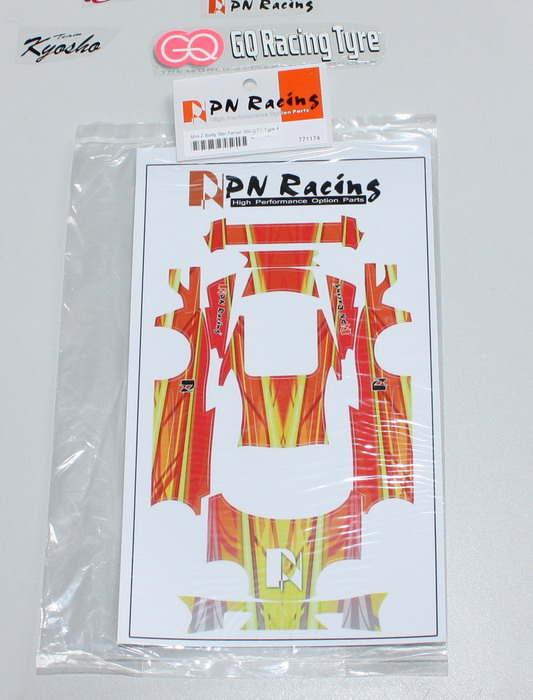 PN Racing
Team
Kyosho
GQ GQ Racing Tyre
PN Racing
High Performance Option Parts
771174
PN Racing
High Performance Option Parts
PN Racing
PN Racing